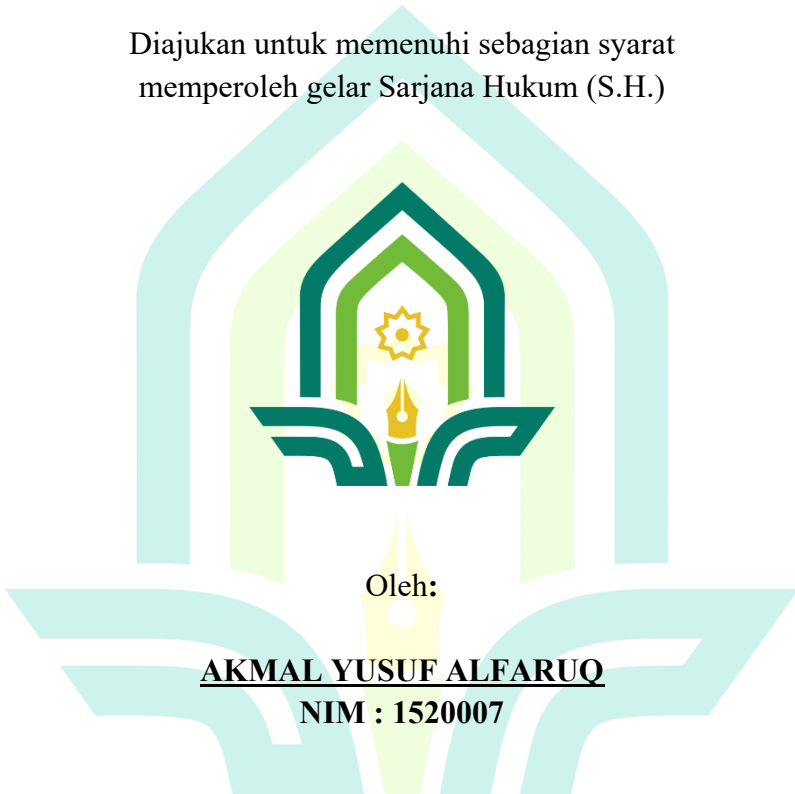 Diajukan untuk memenuhi sebagian syarat
memperoleh gelar Sarjana Hukum (S.H.)
Oleh:
AKMAL YUSUF ALFARUQ
NIM : 1520007